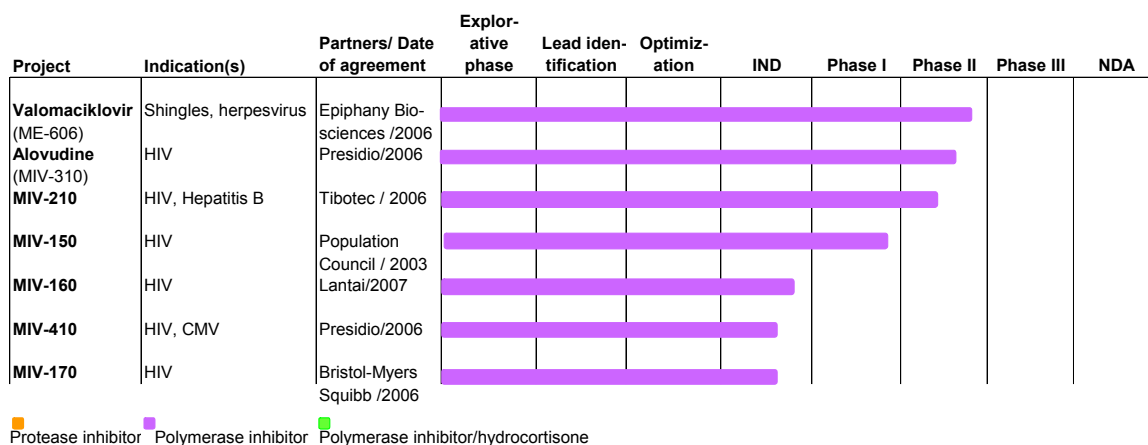 Project Indication(s) Partners/ Date of agreement Explor-ative phase Lead iden-tification Optimiz-ation IND Phase I Phase II Phase III NDA
Valomaciklovir Shingles, herpesvirus Epiphany Bio-
(ME-606) sciences /2006
Alovudine HIV Presidio/2006
(MIV-310)
MIV-210 HIV, Hepatitis B Tibotec / 2006
MIV-150 HIV Population
Council / 2003
MIV-160 HIV Lantai/2007
MIV-410 HIV, CMV Presidio/2006
MIV-170 HIV Bristol-Myers
Squibb /2006
Protease inhibitor Polymerase inhibitor Polymerase inhibitor/hydrocortisone